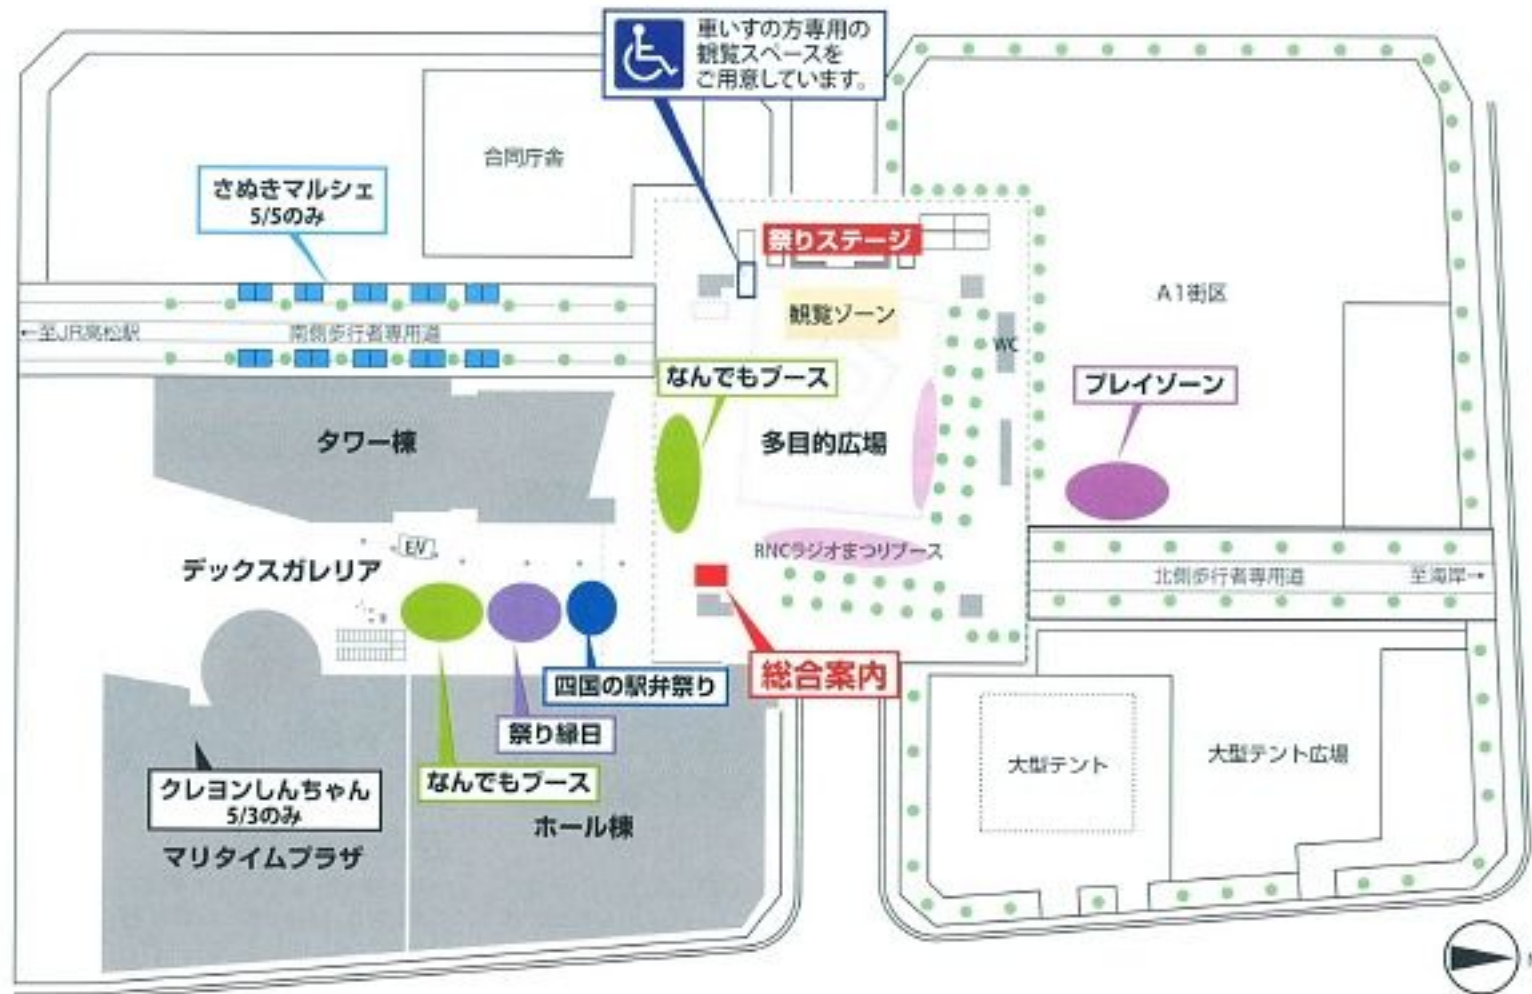 車いすの方専用の
観覧スペースを
ご用意しています。
合同庁舎
さぬきマルシェ
5/5のみ
祭りステージ
観覧ゾーン
A1街区
←至JR高松駅
南側歩行者専用道
WC
なんでもブース
プレイゾーン
タワー棟
多目的広場
EV
RNCラジオまつりブース
デックスガレリア
北側歩行者専用道
至海岸→
総合案内
四国の駅弁祭り
祭り縁日
なんでもブース
クレヨンしんちゃん
5/3のみ
マリタイムプラザ
ホール棟
大型テント
大型テント広場